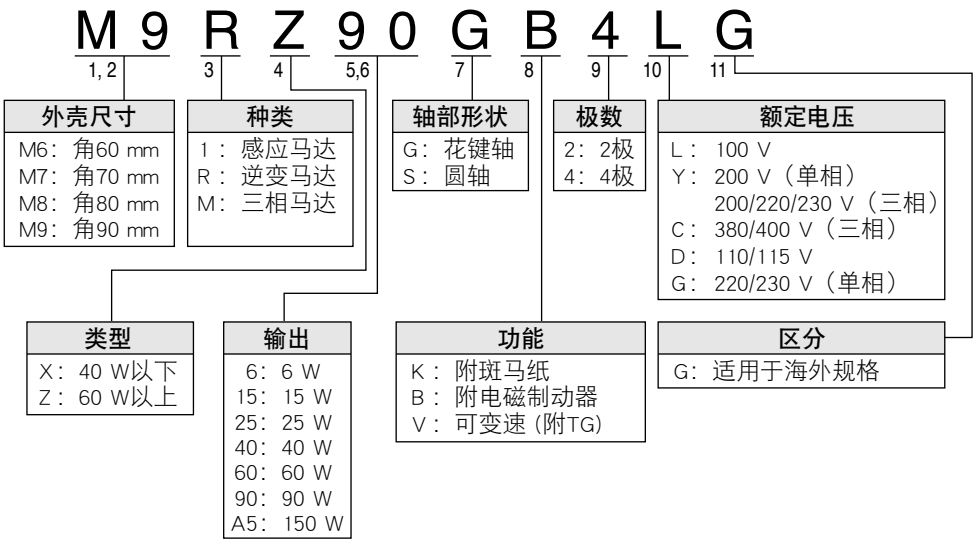 M9 R Z 90 G B 4 L G
1, 2 3 4 5,6 7 8 9 10 11
外壳尺寸
M6：角60 mm
M7：角70 mm
M8：角80 mm
M9：角90 mm
种类
1：感应马达
R：逆变马达
M：三相马达
轴部形状
G：花键轴
S：圆轴
极数
2：2极
4：4极
额定电压
L：100 V
Y：200 V（单相）
200/220/230 V（三相）
C：380/400 V（三相）
D：110/115 V
G：220/230 V（单相）
类型
X：40 W以下
Z：60 W以上
输出
6：6 W
15：15 W
25：25 W
40：40 W
60：60 W
90：90 W
A5：150 W
功能
K：附斑马纸
B：附电磁制动器
V：可变速 (附TG)
区分
G：适用于海外规格